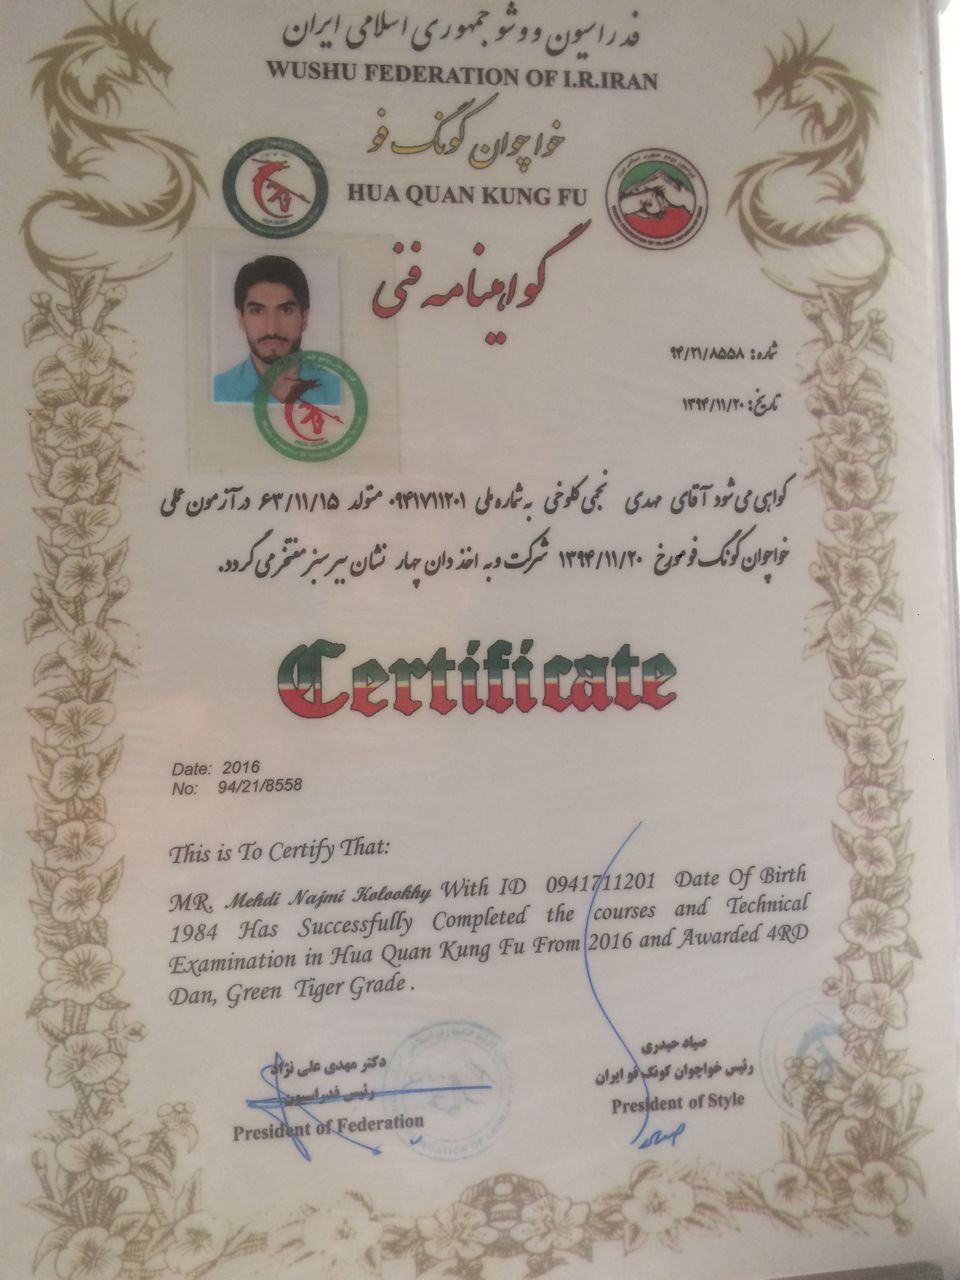 فدراسیون ووشو جمهوری اسلامی ایران
WUSHU FEDERATION OF I.R.IRAN
خواچوان کونگ فو
HUA QUAN KUNG FU
گواهینامه فنی
شماره: ۹۴/۲۱/۸۵۵۸
تاریخ: ۱۳۹۴/۱۱/۲۰
گواهی می شود آقای مهدی نجمی کلوخی به شماره ملی ۰۹۴۱۷۱۱۲۰۱ متولد ۶۳/۱۱/۱۵ در آزمون عملی
خواچوان کونگ فو مورخ ۱۳۹۴/۱۱/۲۰ شرکت و به اخذ دان چهار نشان ببر سبز مفتخر می گردد.
Certificate
Date: 2016
No: 94/21/8558
This is To Certify That:
MR. Mehdi Najmi Kolookhy With ID 0941711201 Date Of Birth
1984 Has Successfully Completed the courses and Technical
Examination in Hua Quan Kung Fu From 2016 and Awarded 4RD
Dan, Green Tiger Grade .
دکتر مهدی علی نژاد
رئیس فدراسیون
President of Federation
صیاد حیدری
رئیس خواچوان کونگ فو ایران
President of Style